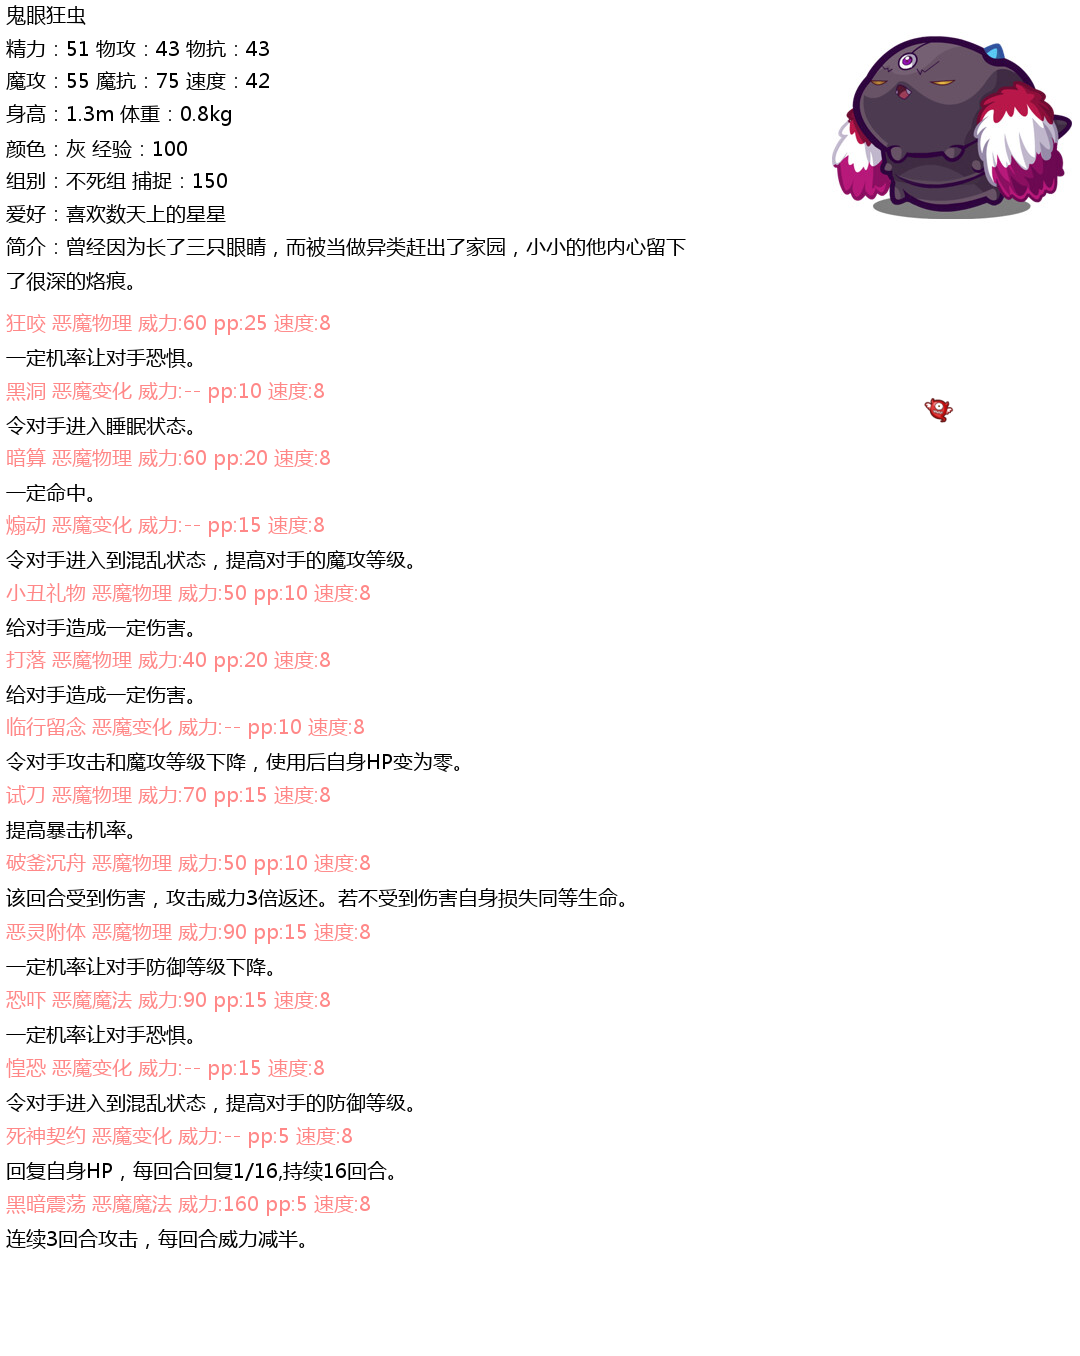 鬼眼狂虫
精力：51 物攻：43 物抗：43
魔攻：55 魔抗：75 速度：42
身高：1.3m 体重：0.8kg
颜色：灰 经验：100
组别：不死组 捕捉：150
爱好：喜欢数天上的星星
简介：曾经因为长了三只眼睛，而被当做异类赶出了家园，小小的他内心留下
了很深的烙痕。
狂咬 恶魔物理 威力:60 pp:25 速度:8
一定机率让对手恐惧。
黑洞 恶魔变化 威力:-- pp:10 速度:8
令对手进入睡眠状态。
暗算 恶魔物理 威力:60 pp:20 速度:8
一定命中。
煽动 恶魔变化 威力:-- pp:15 速度:8
令对手进入到混乱状态，提高对手的魔攻等级。
小丑礼物 恶魔物理 威力:50 pp:10 速度:8
给对手造成一定伤害。
打落 恶魔物理 威力:40 pp:20 速度:8
给对手造成一定伤害。
临行留念 恶魔变化 威力:-- pp:10 速度:8
令对手攻击和魔攻等级下降，使用后自身HP变为零。
试刀 恶魔物理 威力:70 pp:15 速度:8
提高暴击机率。
破釜沉舟 恶魔物理 威力:50 pp:10 速度:8
该回合受到伤害，攻击威力3倍返还。若不受到伤害自身损失同等生命。
恶灵附体 恶魔物理 威力:90 pp:15 速度:8
一定机率让对手防御等级下降。
恐吓 恶魔魔法 威力:90 pp:15 速度:8
一定机率让对手恐惧。
惶恐 恶魔变化 威力:-- pp:15 速度:8
令对手进入到混乱状态，提高对手的防御等级。
死神契约 恶魔变化 威力:-- pp:5 速度:8
回复自身HP，每回合回复1/16,持续16回合。
黑暗震荡 恶魔魔法 威力:160 pp:5 速度:8
连续3回合攻击，每回合威力减半。